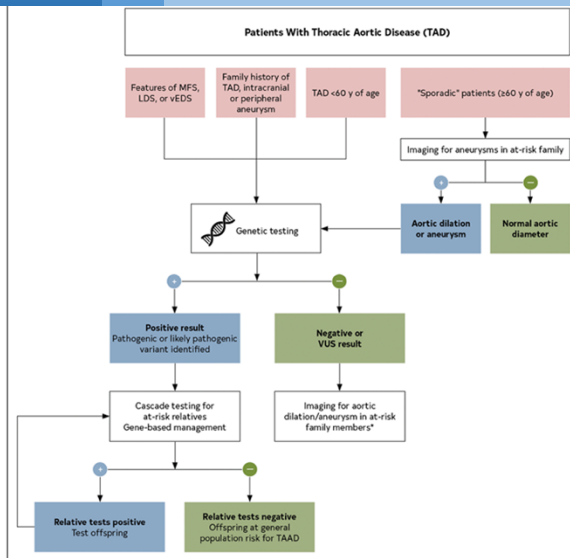 Patients With Thoracic Aortic Disease (TAD)
Features of MFS,
LDS, or vEDS
Family history of
TAD, intracranial
or peripheral
aneurysm
TAD <60 y of age
"Sporadic" patients (≥60 y of age)
Imaging for aneurysms in at-risk family
+
−
Aortic dilation
or aneurysm
Normal aortic
diameter
Genetic testing
+
−
Positive result
Pathogenic or likely pathogenic
variant identified
Negative or
VUS result
Cascade testing for
at-risk relatives
Gene-based management
Imaging for aortic
dilation/aneurysm in at-risk
family members*
+
−
Relative tests positive
Test offspring
Relative tests negative
Offspring at general
population risk for TAAD